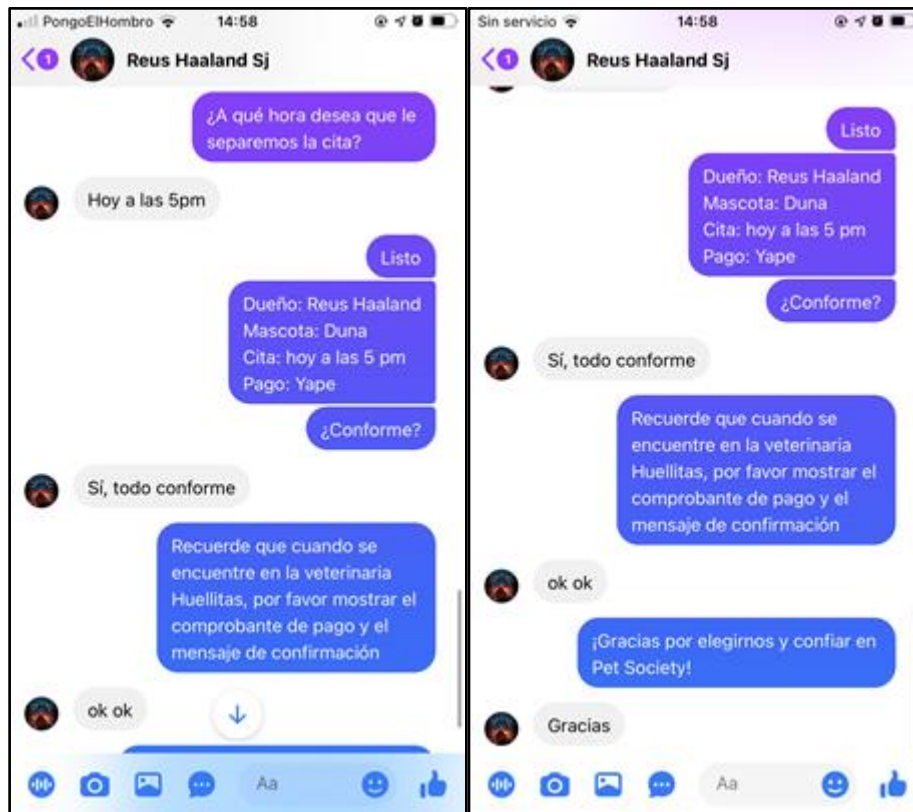 PongoElHombro 14:58
1 Reus Haaland Sj
¿A qué hora desea que le
separemos la cita?
Hoy a las 5pm
Listo
Dueño: Reus Haaland
Mascota: Duna
Cita: hoy a las 5 pm
Pago: Yape
¿Conforme?
Sí, todo conforme
Recuerde que cuando se
encuentre en la veterinaria
Huellitas, por favor mostrar el
comprobante de pago y el
mensaje de confirmación
ok ok
Aa
Sin servicio 14:58
1 Reus Haaland Sj
Listo
Dueño: Reus Haaland
Mascota: Duna
Cita: hoy a las 5 pm
Pago: Yape
¿Conforme?
Sí, todo conforme
Recuerde que cuando se
encuentre en la veterinaria
Huellitas, por favor mostrar el
comprobante de pago y el
mensaje de confirmación
ok ok
¡Gracias por elegirnos y confiar en
Pet Society!
Gracias
Aa